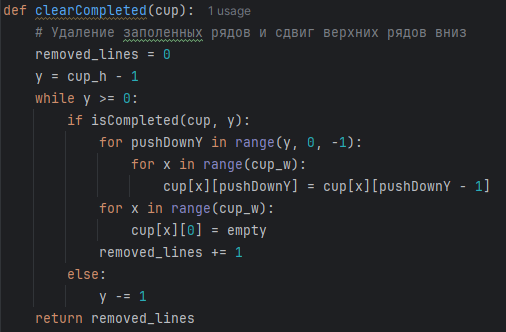 def clearCompleted(cup): 1 usage
    # Удаление заполенных рядов и сдвиг верхних рядов вниз
    removed_lines = 0
    y = cup_h - 1
    while y >= 0:
        if isCompleted(cup, y):
            for pushDownY in range(y, 0, -1):
                for x in range(cup_w):
                    cup[x][pushDownY] = cup[x][pushDownY - 1]
            for x in range(cup_w):
                cup[x][0] = empty
            removed_lines += 1
        else:
            y -= 1
    return removed_lines